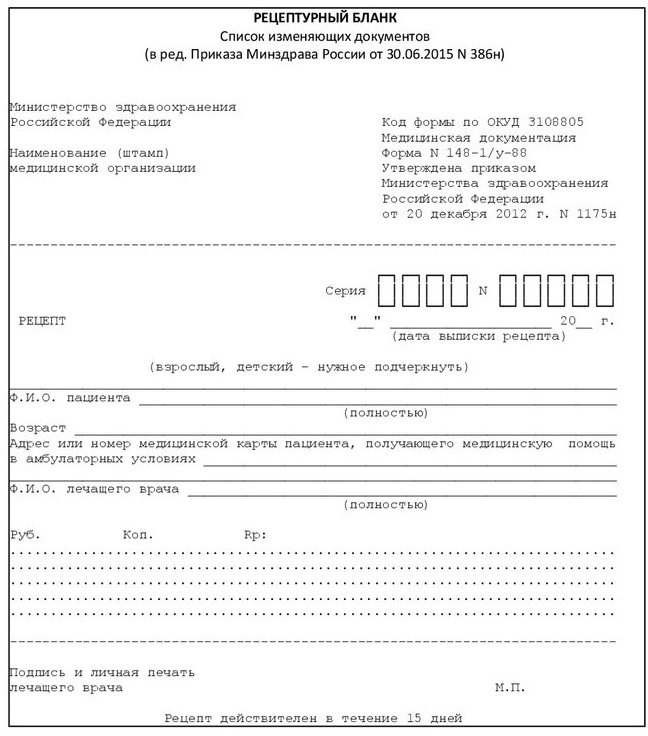 РЕЦЕПТУРНЫЙ БЛАНК
Список изменяющих документов
(в ред. Приказа Минздрава России от 30.06.2015 N 386н)
Министерство здравоохранения
Российской Федерации Код формы по ОКУД 3108805
Медицинская документация
Наименование (штамп) Форма N 148-1/у-88
медицинской организации Утверждена приказом
Министерства здравоохранения
Российской Федерации
от 20 декабря 2012 г. N 1175н
Серия N
РЕЦЕПТ "__" ____________________ 20__ г.
(дата выписки рецепта)
(взрослый, детский - нужное подчеркнуть)
Ф.И.О. пациента
(полностью)
Возраст
Адрес или номер медицинской карты пациента, получающего медицинскую помощь
в амбулаторных условиях
Ф.И.О. лечащего врача
(полностью)
Руб. Коп. Rp:
Подпись и личная печать
лечащего врача М.П.
Рецепт действителен в течение 15 дней